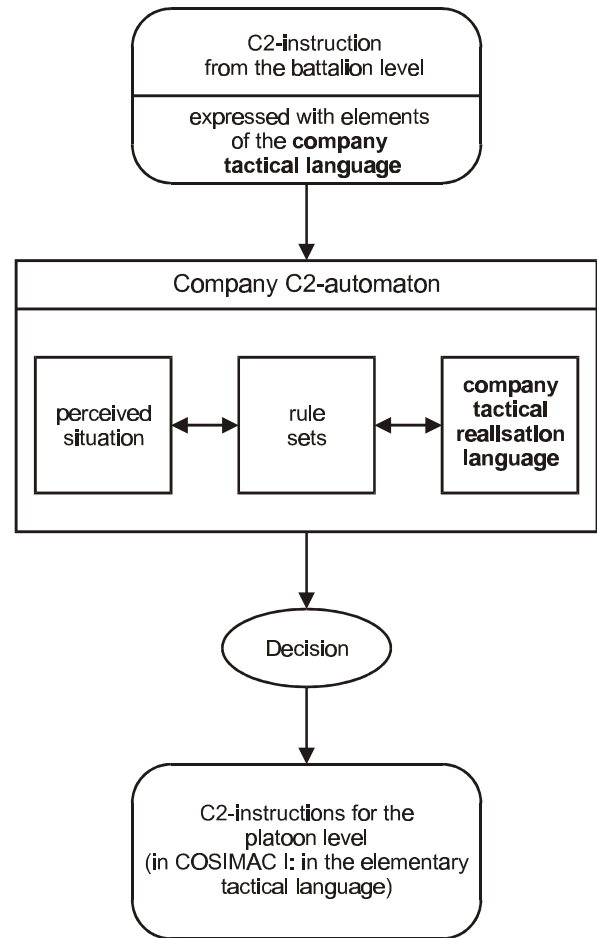 C2-instruction
from the battalion level
expressed with elements
of the company
tactical language
Company C2-automaton
perceived
situation
rule
sets
company
tactical
reallsation
language
Decision
C2-instructions for the
platoon level
(in COSIMAC I: in the elementary
tactical language)